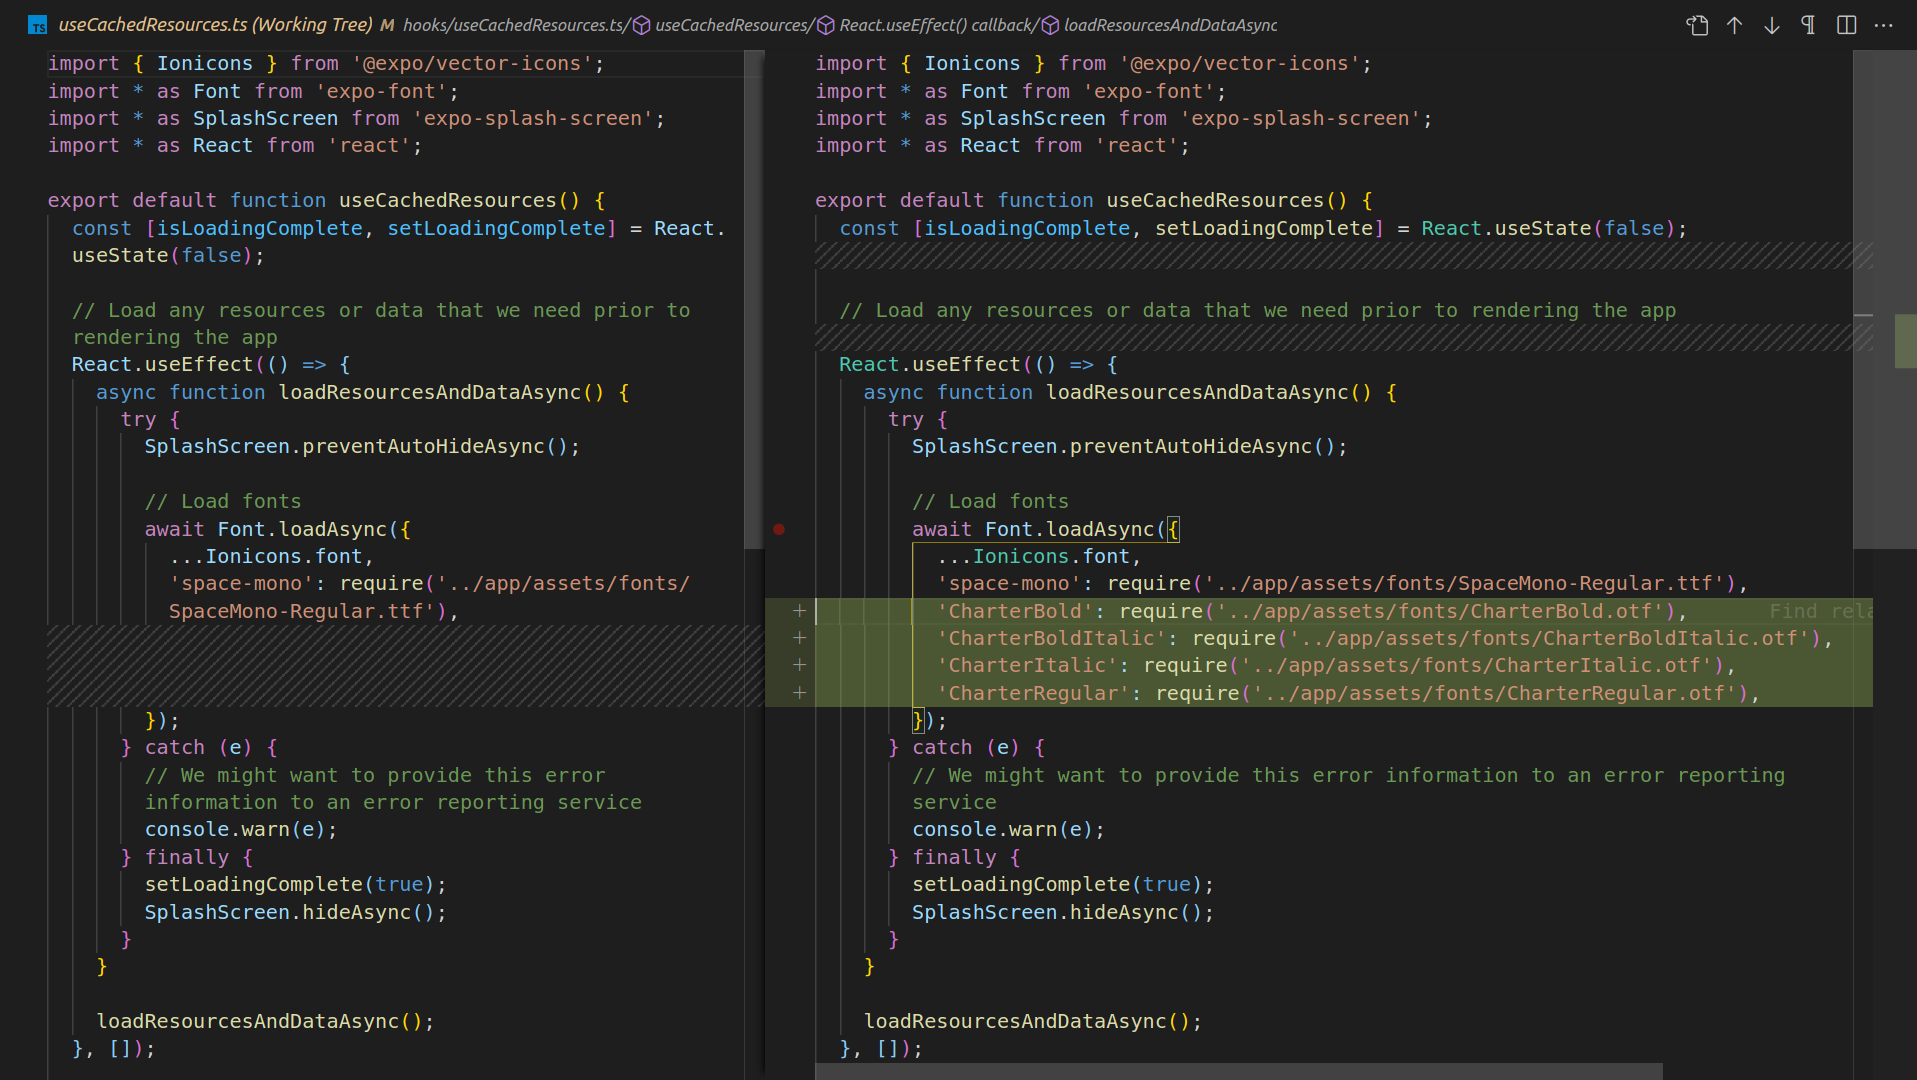 TS useCachedResources.ts (Working Tree) M hooks/useCachedResources.ts/ useCachedResources/ React.useEffect() callback/ loadResourcesAndDataAsync
import { Ionicons } from '@expo/vector-icons';
import * as Font from 'expo-font';
import * as SplashScreen from 'expo-splash-screen';
import * as React from 'react';
export default function useCachedResources() {
const [isLoadingComplete, setLoadingComplete] = React.
useState(false);
// Load any resources or data that we need prior to
rendering the app
React.useEffect(() => {
async function loadResourcesAndDataAsync() {
try {
SplashScreen.preventAutoHideAsync();
// Load fonts
await Font.loadAsync({
...Ionicons.font,
'space-mono': require('../app/assets/fonts/
SpaceMono-Regular.ttf'),
});
} catch (e) {
// We might want to provide this error
information to an error reporting service
console.warn(e);
} finally {
setLoadingComplete(true);
SplashScreen.hideAsync();
}
}
loadResourcesAndDataAsync();
}, []);
import { Ionicons } from '@expo/vector-icons';
import * as Font from 'expo-font';
import * as SplashScreen from 'expo-splash-screen';
import * as React from 'react';
export default function useCachedResources() {
const [isLoadingComplete, setLoadingComplete] = React.useState(false);
// Load any resources or data that we need prior to rendering the app
React.useEffect(() => {
async function loadResourcesAndDataAsync() {
try {
SplashScreen.preventAutoHideAsync();
// Load fonts
await Font.loadAsync({
...Ionicons.font,
'space-mono': require('../app/assets/fonts/SpaceMono-Regular.ttf'),
+ 'CharterBold': require('../app/assets/fonts/CharterBold.otf'), Find rela
+ 'CharterBoldItalic': require('../app/assets/fonts/CharterBoldItalic.otf'),
+ 'CharterItalic': require('../app/assets/fonts/CharterItalic.otf'),
+ 'CharterRegular': require('../app/assets/fonts/CharterRegular.otf'),
});
} catch (e) {
// We might want to provide this error information to an error reporting
service
console.warn(e);
} finally {
setLoadingComplete(true);
SplashScreen.hideAsync();
}
}
loadResourcesAndDataAsync();
}, []);